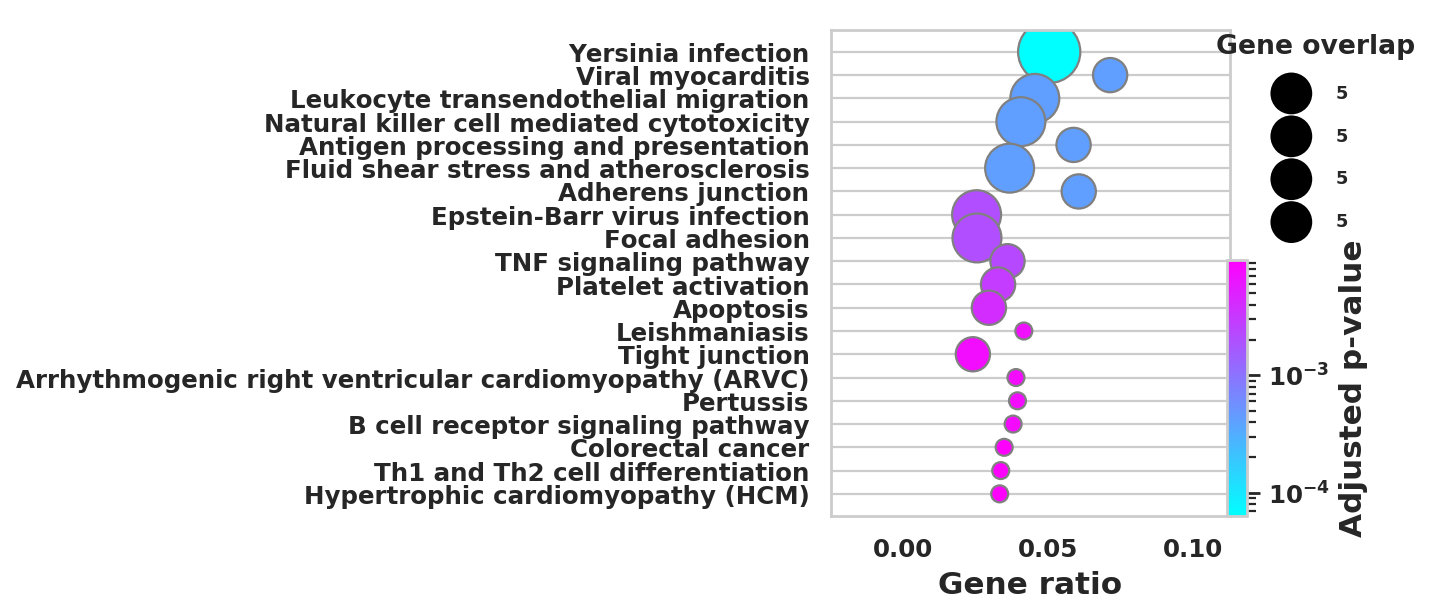 Yersinia infection
Viral myocarditis
Leukocyte transendothelial migration
Natural killer cell mediated cytotoxicity
Antigen processing and presentation
Fluid shear stress and atherosclerosis
Adherens junction
Epstein-Barr virus infection
Focal adhesion
TNF signaling pathway
Platelet activation
Apoptosis
Leishmaniasis
Tight junction
Arrhythmogenic right ventricular cardiomyopathy (ARVC)
Pertussis
B cell receptor signaling pathway
Colorectal cancer
Th1 and Th2 cell differentiation
Hypertrophic cardiomyopathy (HCM)
0.00 0.05 0.10
Gene ratio
Gene overlap
5
5
5
5
10⁻³
10⁻⁴
Adjusted p-value